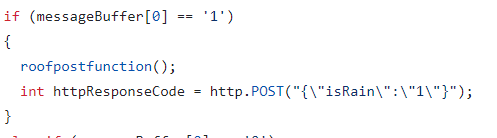 if (messageBuffer[0] == '1')
{
  roofpostfunction();
  int httpResponseCode = http.POST("{\"isRain\":\"1\"}");
}